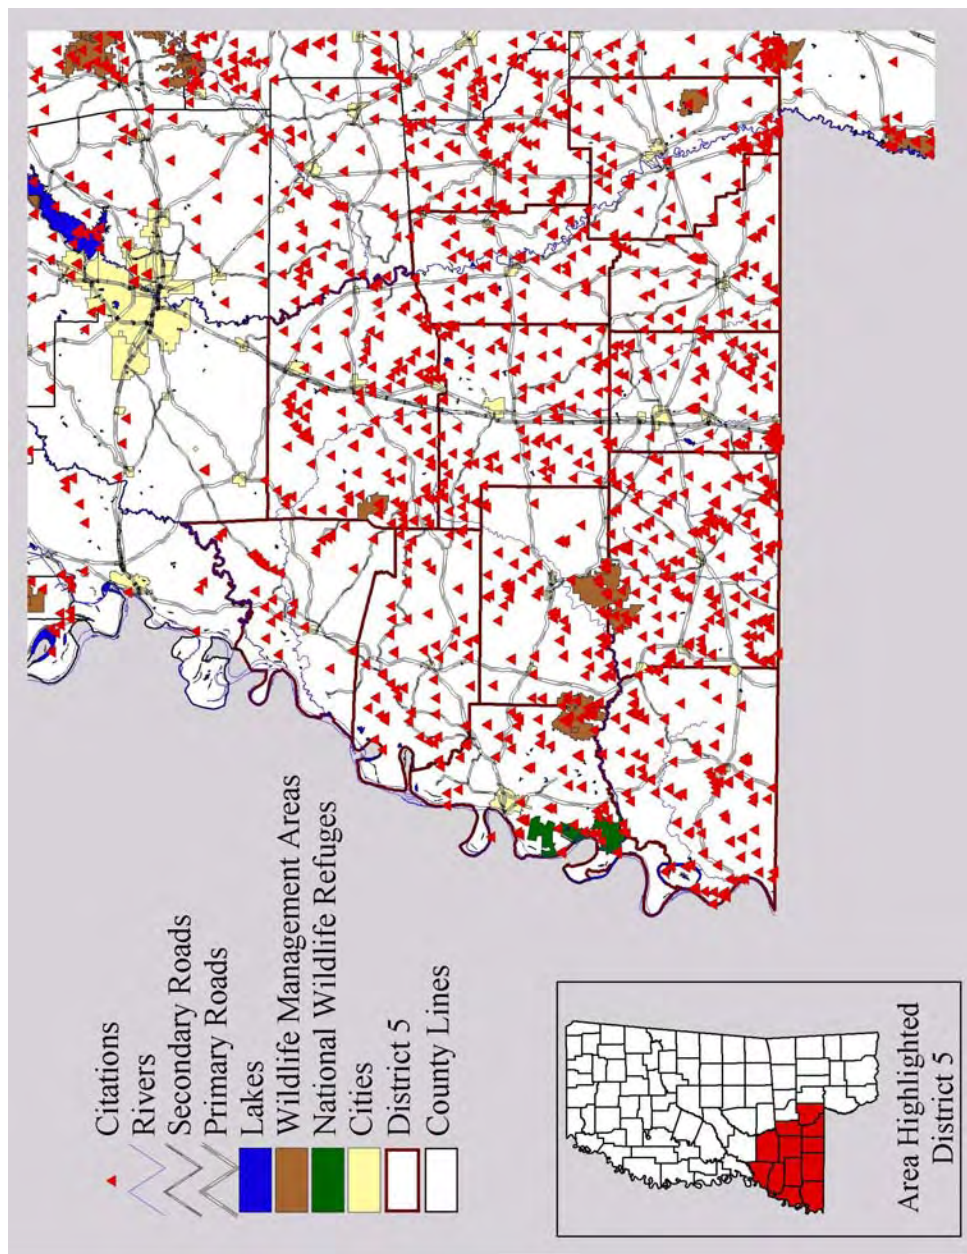 Citations
Rivers
Secondary Roads
Primary Roads
Lakes
Wildlife Management Areas
National Wildlife Refuges
Cities
District 5
County Lines
Area Highlighted
District 5